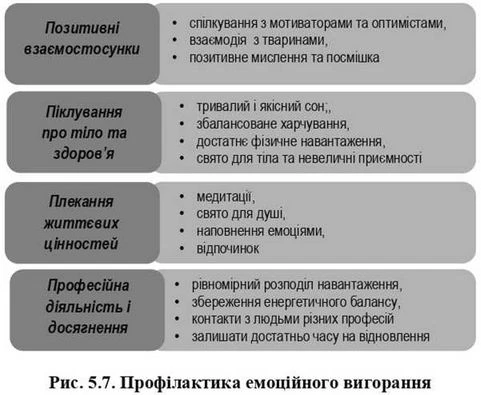 Позитивні
взаємостосунки
• спілкування з мотиваторами та оптимістами,
• взаємодія з тваринами,
• позитивне мислення та посмішка
Піклування
про тіло та
здоров'я
• тривалий і якісний сон;,
• збалансоване харчування,
• достатнє фізичне навантаження,
• свято для тіла та невеличкі приємності
Плекання
життєвих
цінностей
• медитації,
• свято для душі,
• наповнення емоціями,
• відпочинок
Професійна
діяльність і
досягнення
• рівномірний розподіл навантаження,
• збереження енергетичного балансу,
• контакти з людьми різних професій
• залишати достатньо часу на відновлення
Рис. 5.7. Профілактика емоційного вигорання